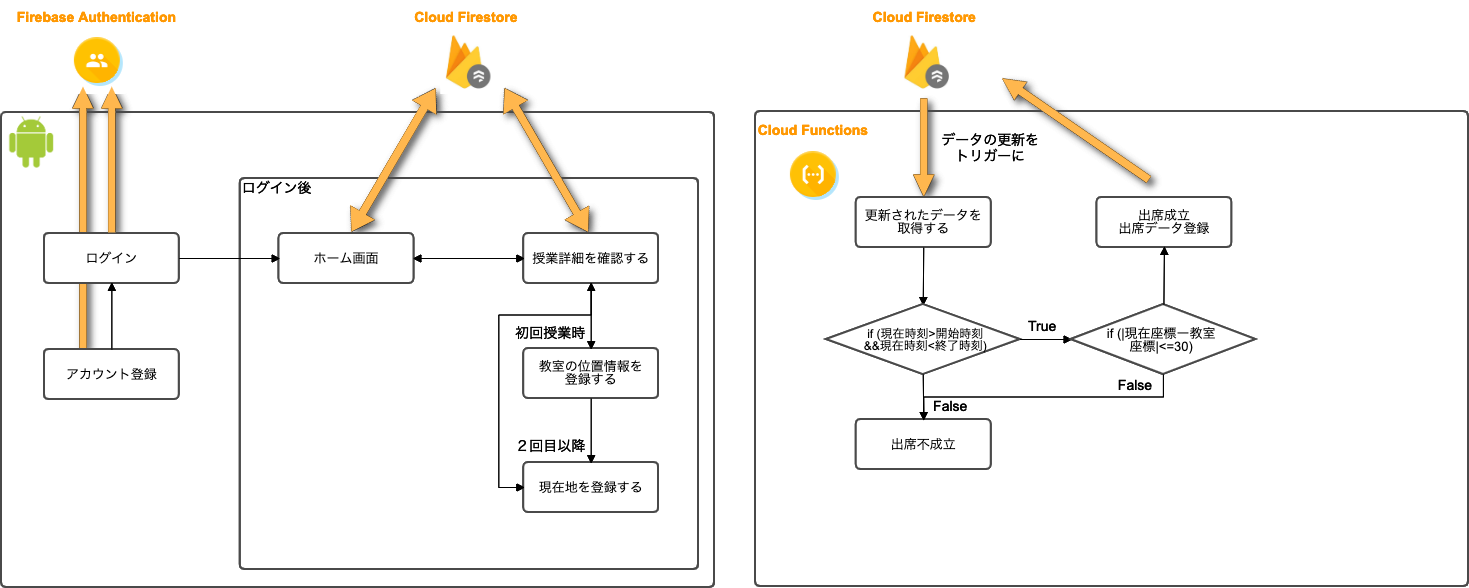 Firebase Authentication
Cloud Firestore
ログイン後
ログイン
ホーム画面
授業詳細を確認する
初回授業時
アカウント登録
教室の位置情報を
登録する
２回目以降
現在地を登録する
Cloud Firestore
Cloud Functions
データの更新を
トリガーに
更新されたデータを
取得する
出席成立
出席データ登録
if (現在時刻>開始時刻
&&現在時刻<終了時刻)
True
if (|現在座標ー教室
座標|<=30)
False
False
出席不成立